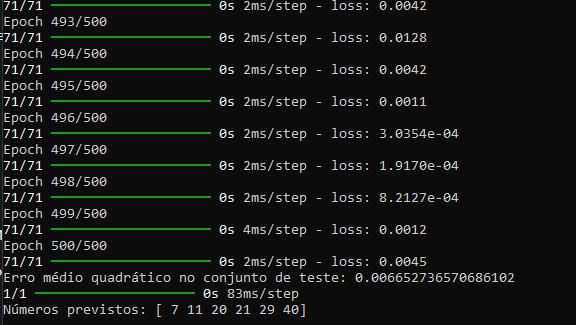 71/71 ━━━━━━━━━━━━━━━━━━━━ 0s 2ms/step - loss: 0.0042
Epoch 493/500
71/71 ━━━━━━━━━━━━━━━━━━━━ 0s 2ms/step - loss: 0.0128
Epoch 494/500
71/71 ━━━━━━━━━━━━━━━━━━━━ 0s 2ms/step - loss: 0.0042
Epoch 495/500
71/71 ━━━━━━━━━━━━━━━━━━━━ 0s 2ms/step - loss: 0.0011
Epoch 496/500
71/71 ━━━━━━━━━━━━━━━━━━━━ 0s 2ms/step - loss: 3.0354e-04
Epoch 497/500
71/71 ━━━━━━━━━━━━━━━━━━━━ 0s 2ms/step - loss: 1.9170e-04
Epoch 498/500
71/71 ━━━━━━━━━━━━━━━━━━━━ 0s 2ms/step - loss: 8.2127e-04
Epoch 499/500
71/71 ━━━━━━━━━━━━━━━━━━━━ 0s 4ms/step - loss: 0.0012
Epoch 500/500
71/71 ━━━━━━━━━━━━━━━━━━━━ 0s 2ms/step - loss: 0.0045
Erro médio quadrático no conjunto de teste: 0.006652736570686102
1/1 ━━━━━━━━━━━━━━━━━━━━ 0s 83ms/step
Números previstos: [ 7 11 20 21 29 40]